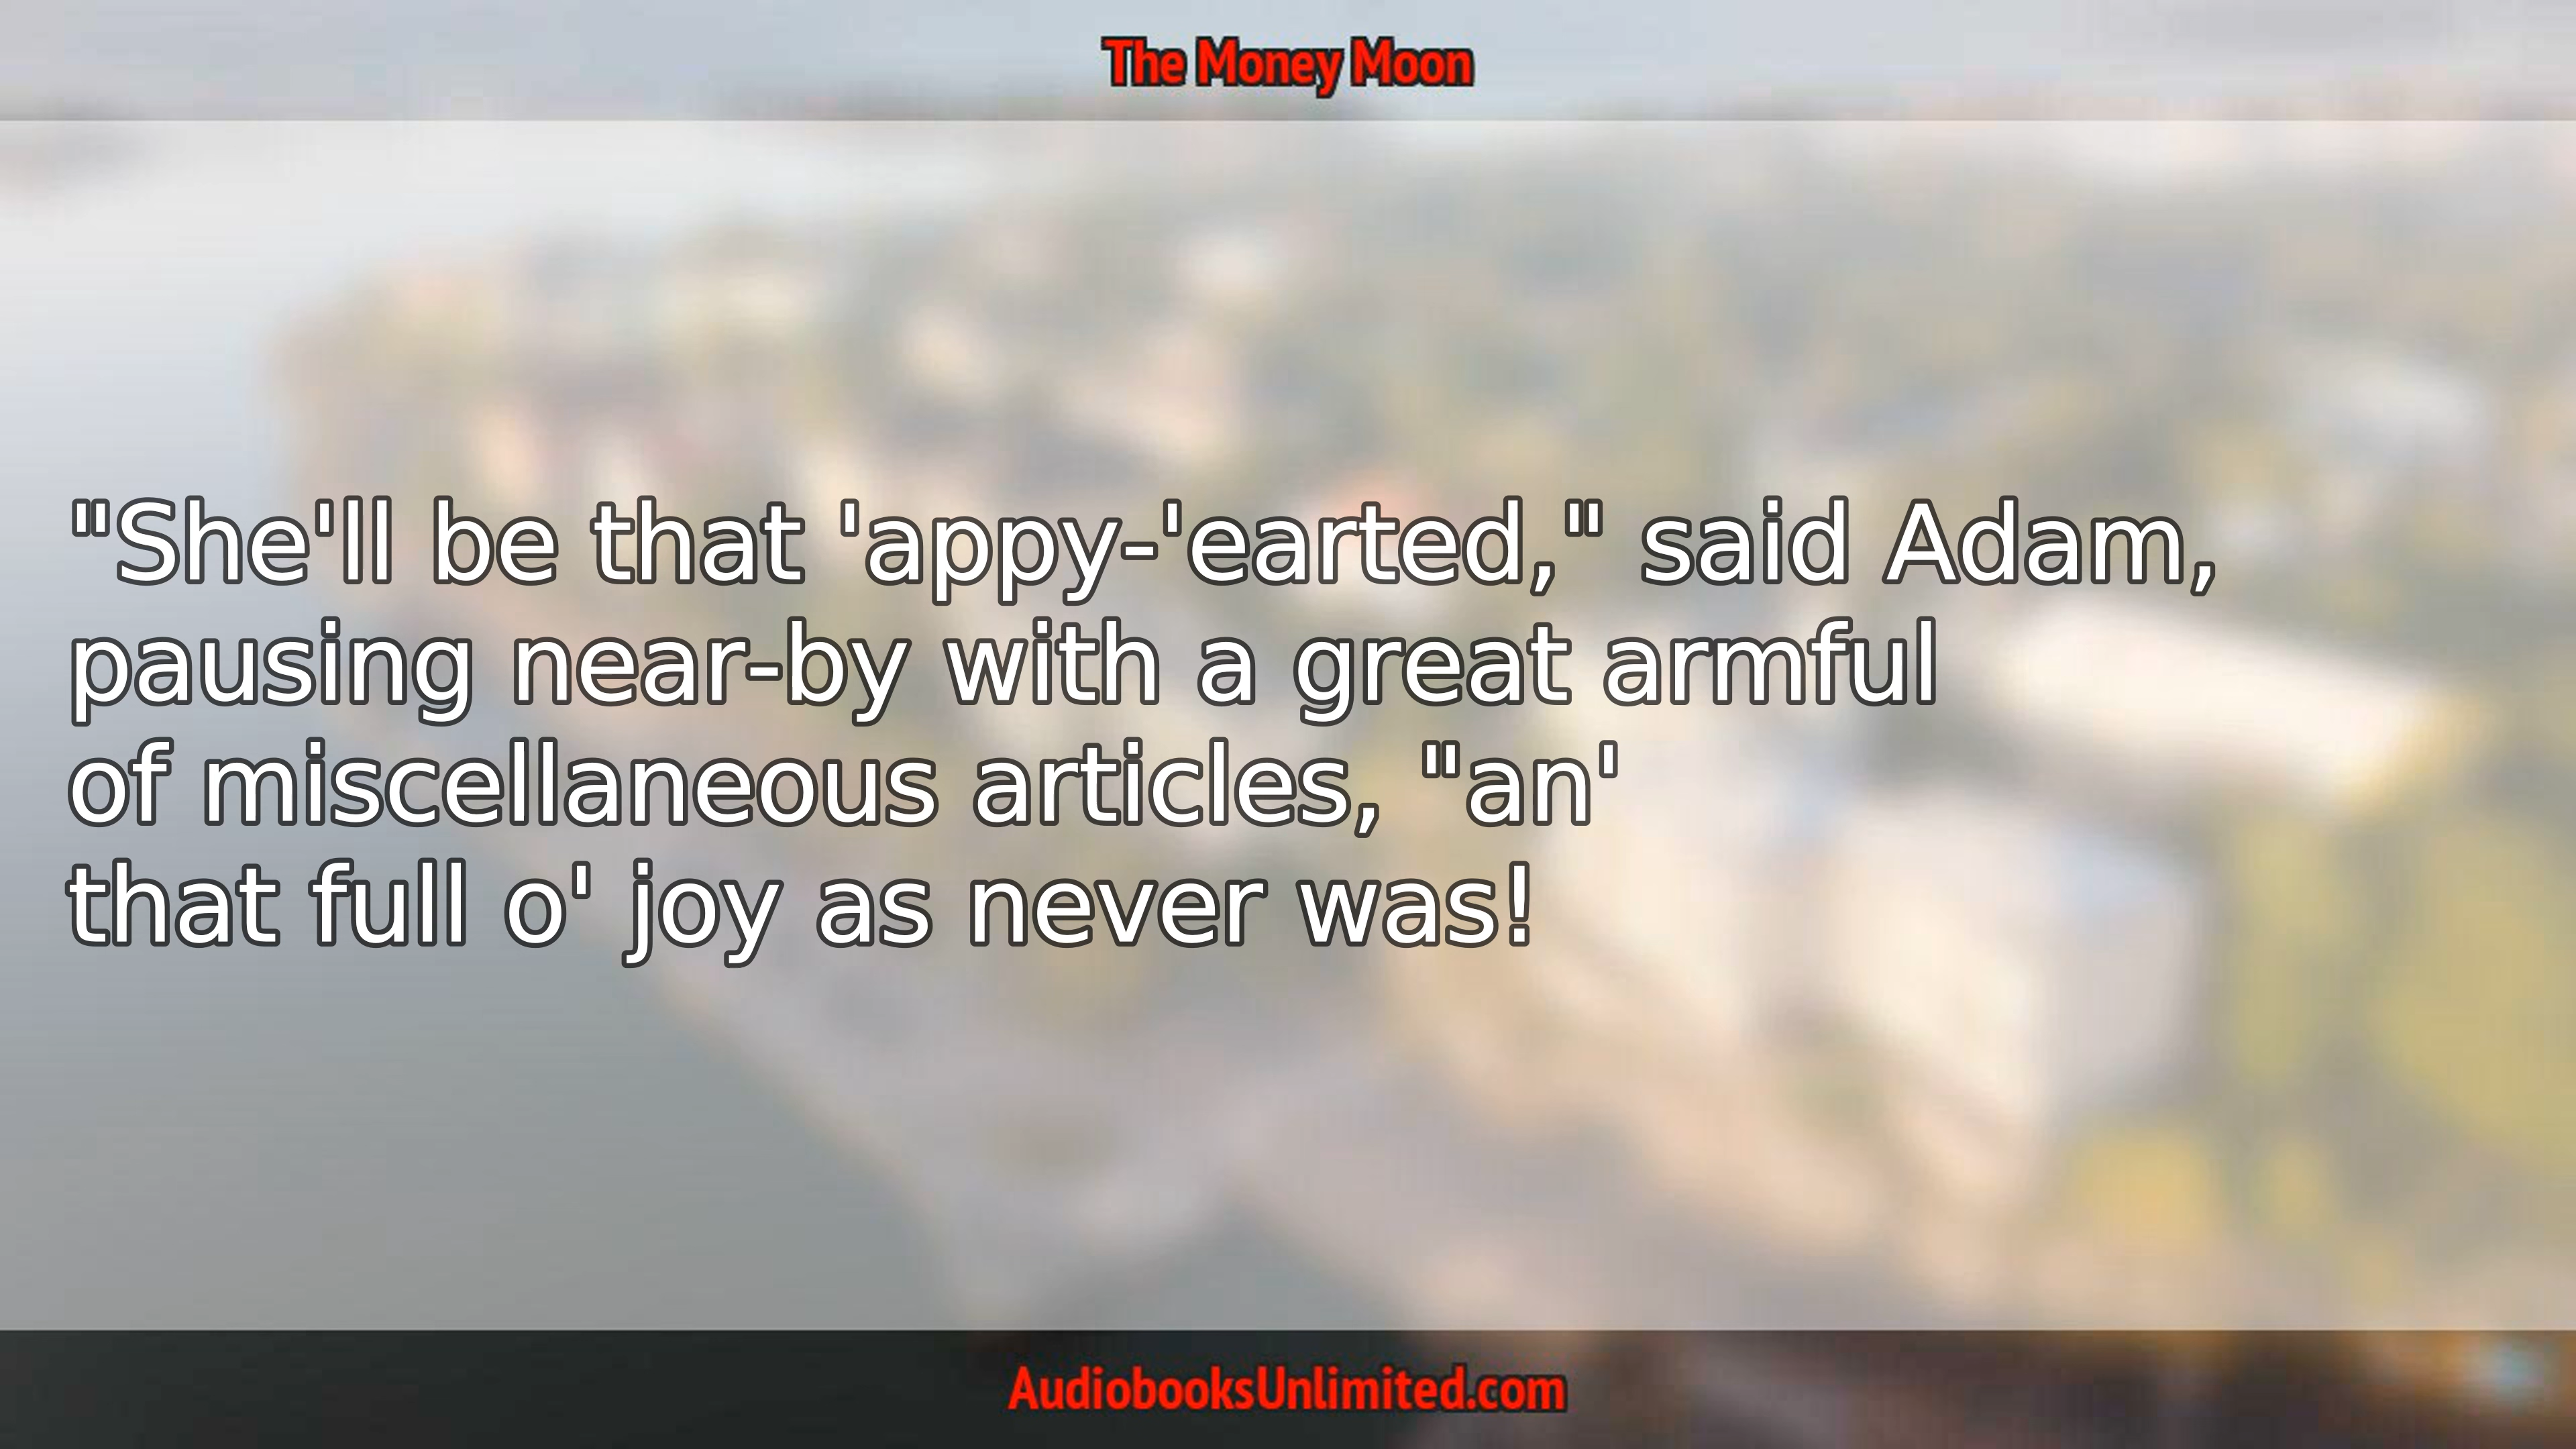 The Money Moon
"She'll be that 'appy-'earted," said Adam,
pausing near-by with a great armful
of miscellaneous articles, "an'
that full o' joy as never was!
AudiobooksUnlimited.com